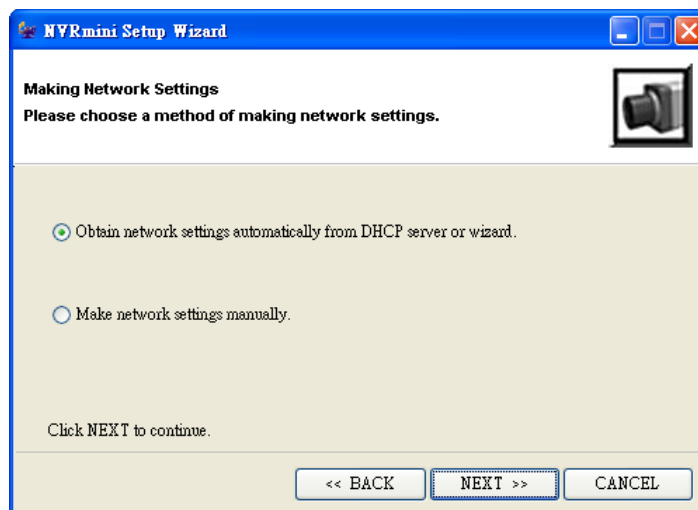 NVRmini Setup Wizard
Making Network Settings
Please choose a method of making network settings.
Obtain network settings automatically from DHCP server or wizard.
Make network settings manually.
Click NEXT to continue.
<< BACK NEXT >> CANCEL